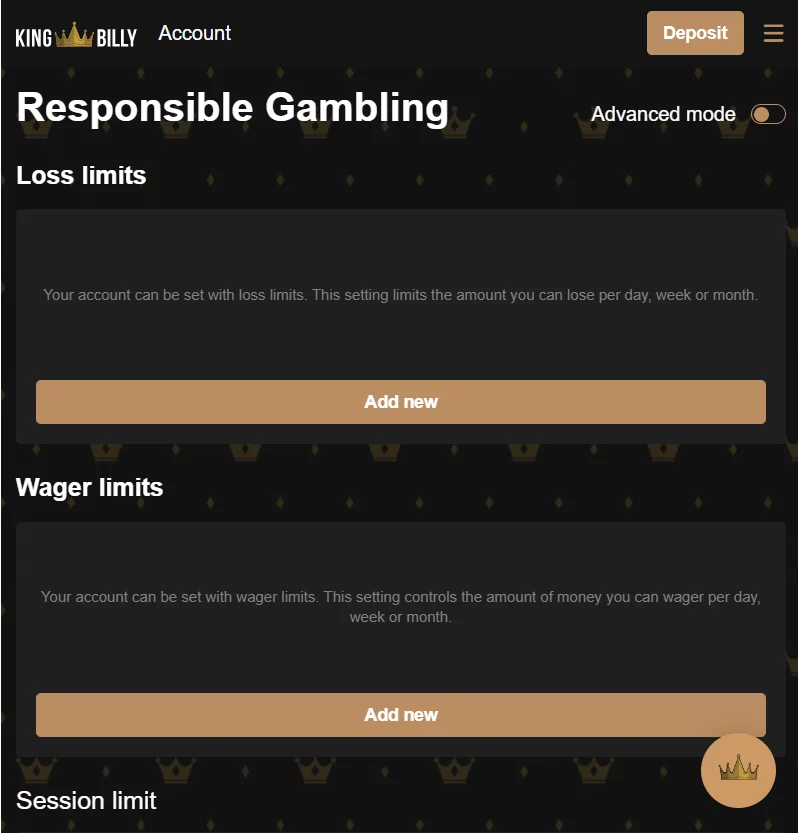 KING BILLY Account Deposit
Responsible Gambling
Advanced mode
Loss limits
Your account can be set with loss limits. This setting limits the amount you can lose per day, week or month.
Add new
Wager limits
Your account can be set with wager limits. This setting controls the amount of money you can wager per day,
week or month.
Add new
Session limit